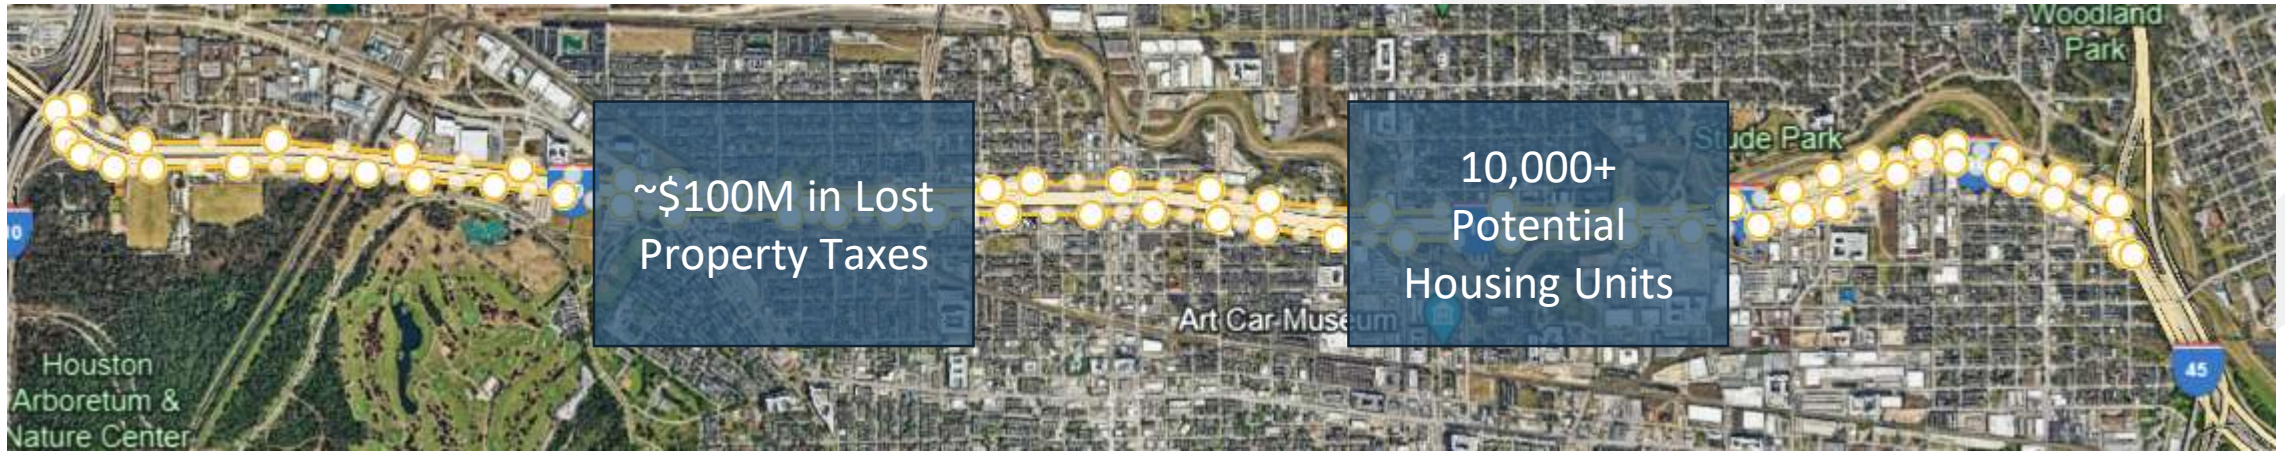 Woodland
Park
Stude Park
~$100M in Lost
Property Taxes
10,000+
Potential
Housing Units
10
Art Car Museum
Houston
Arboretum &
Nature Center
45